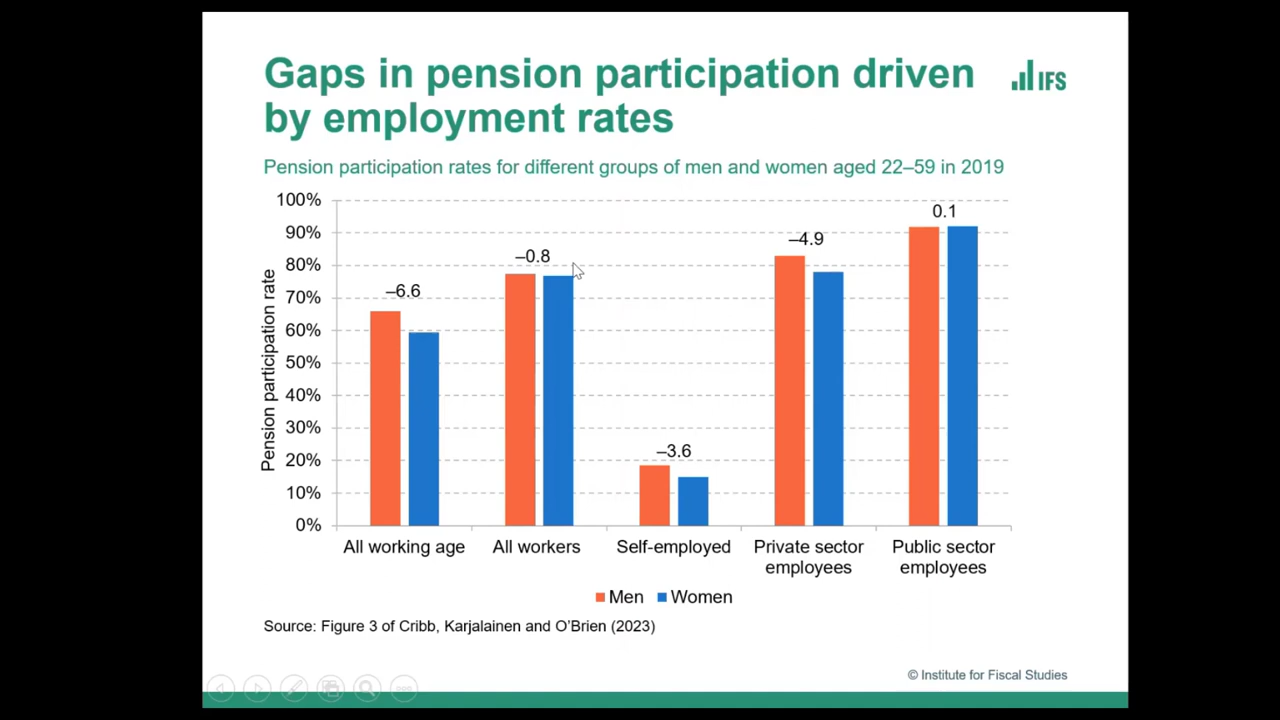 Gaps in pension participation driven
by employment rates
IFS
Pension participation rates for different groups of men and women aged 22–59 in 2019
Pension participation rate
100%
90%
80%
70%
60%
50%
40%
30%
20%
10%
0%
–6.6
–0.8
–3.6
–4.9
0.1
All working age
All workers
Self-employed
Private sector
employees
Public sector
employees
Men
Women
Source: Figure 3 of Cribb, Karjalainen and O’Brien (2023)
© Institute for Fiscal Studies